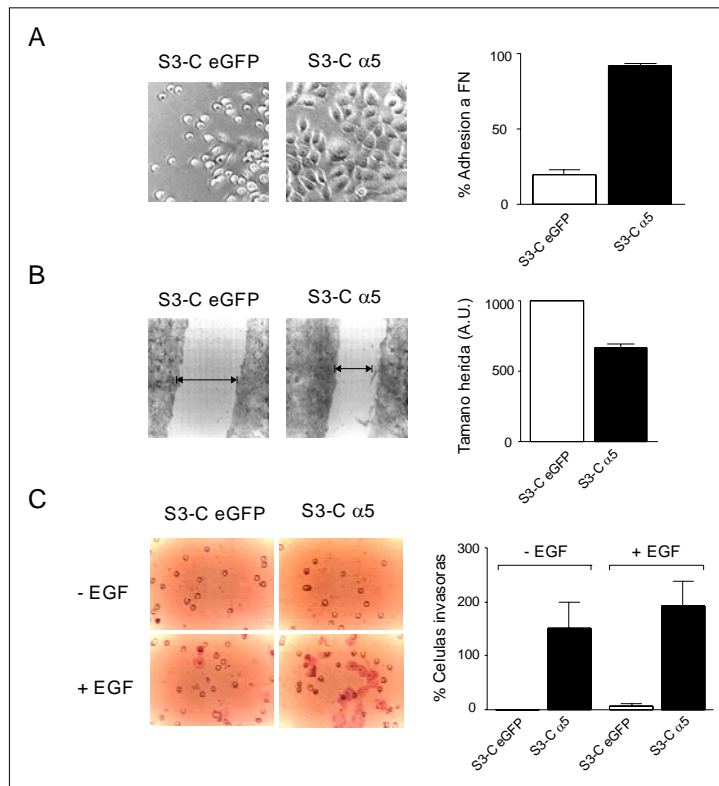 A
S3-C eGFP
S3-C α5
% Adhesion a FN
100
50
0
S3-C eGFP
S3-C α5
B
S3-C eGFP
S3-C α5
Tamano herida (A.U.)
1000
500
0
S3-C eGFP
S3-C α5
C
S3-C eGFP
S3-C α5
- EGF
+ EGF
% Celulas invasoras
300
200
100
0
- EGF
+ EGF
S3-C eGFP
S3-C α5
S3-C eGFP
S3-C α5